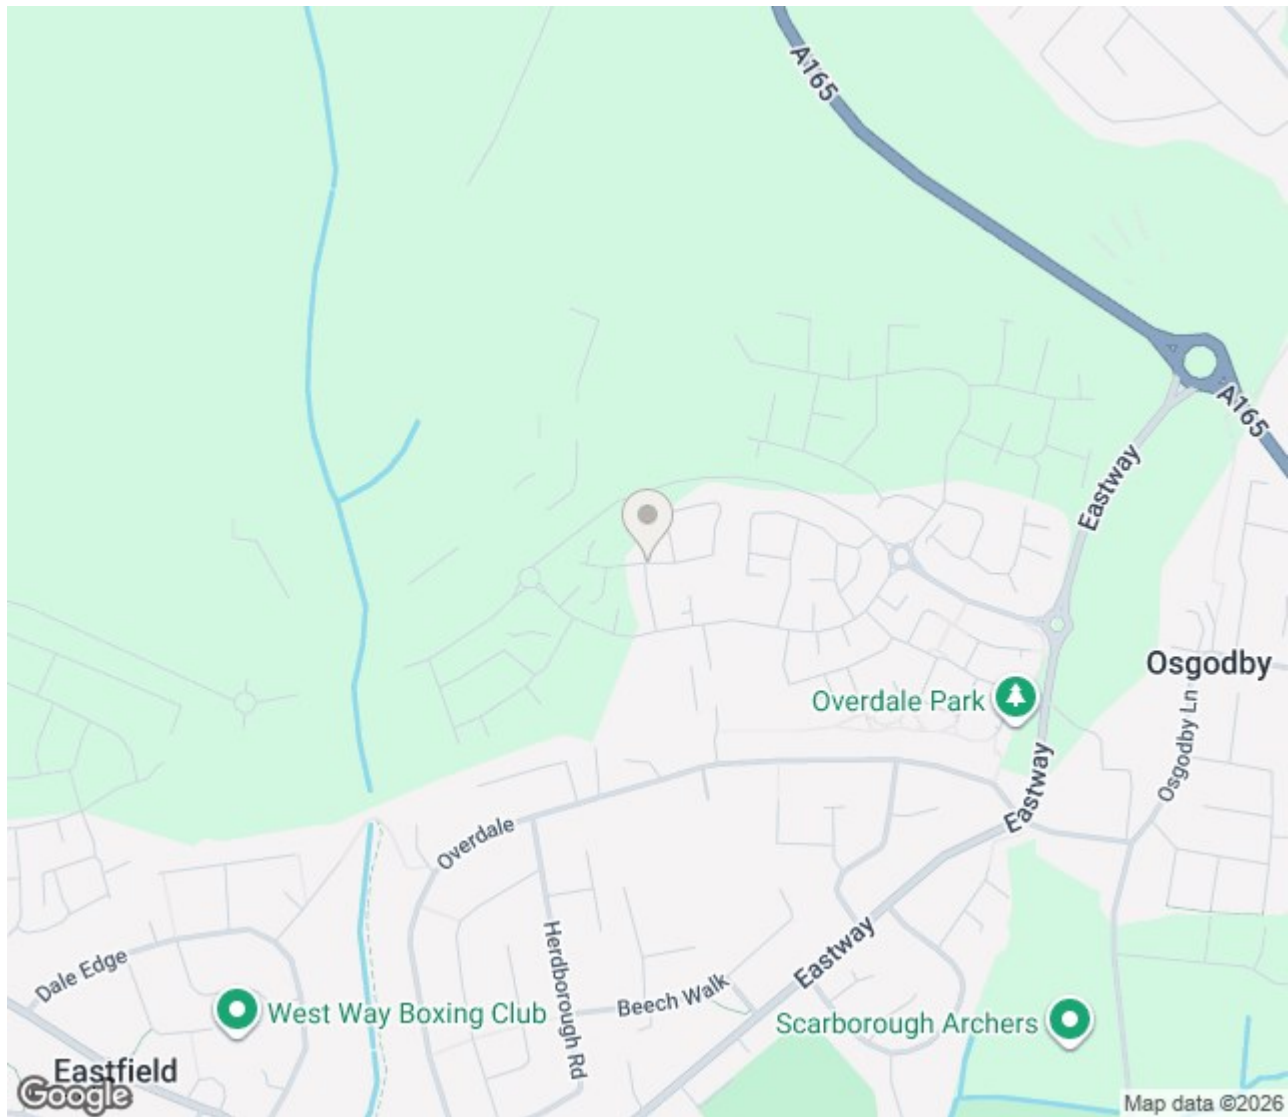 A165
A165
Eastway
Osgodby
Overdale Park
Osgodby Ln
Eastway
Overdale
Eastway
Herdborough Rd
Dale Edge
Beech Walk
West Way Boxing Club
Scarborough Archers
Eastfield
Google
Map data ©2026